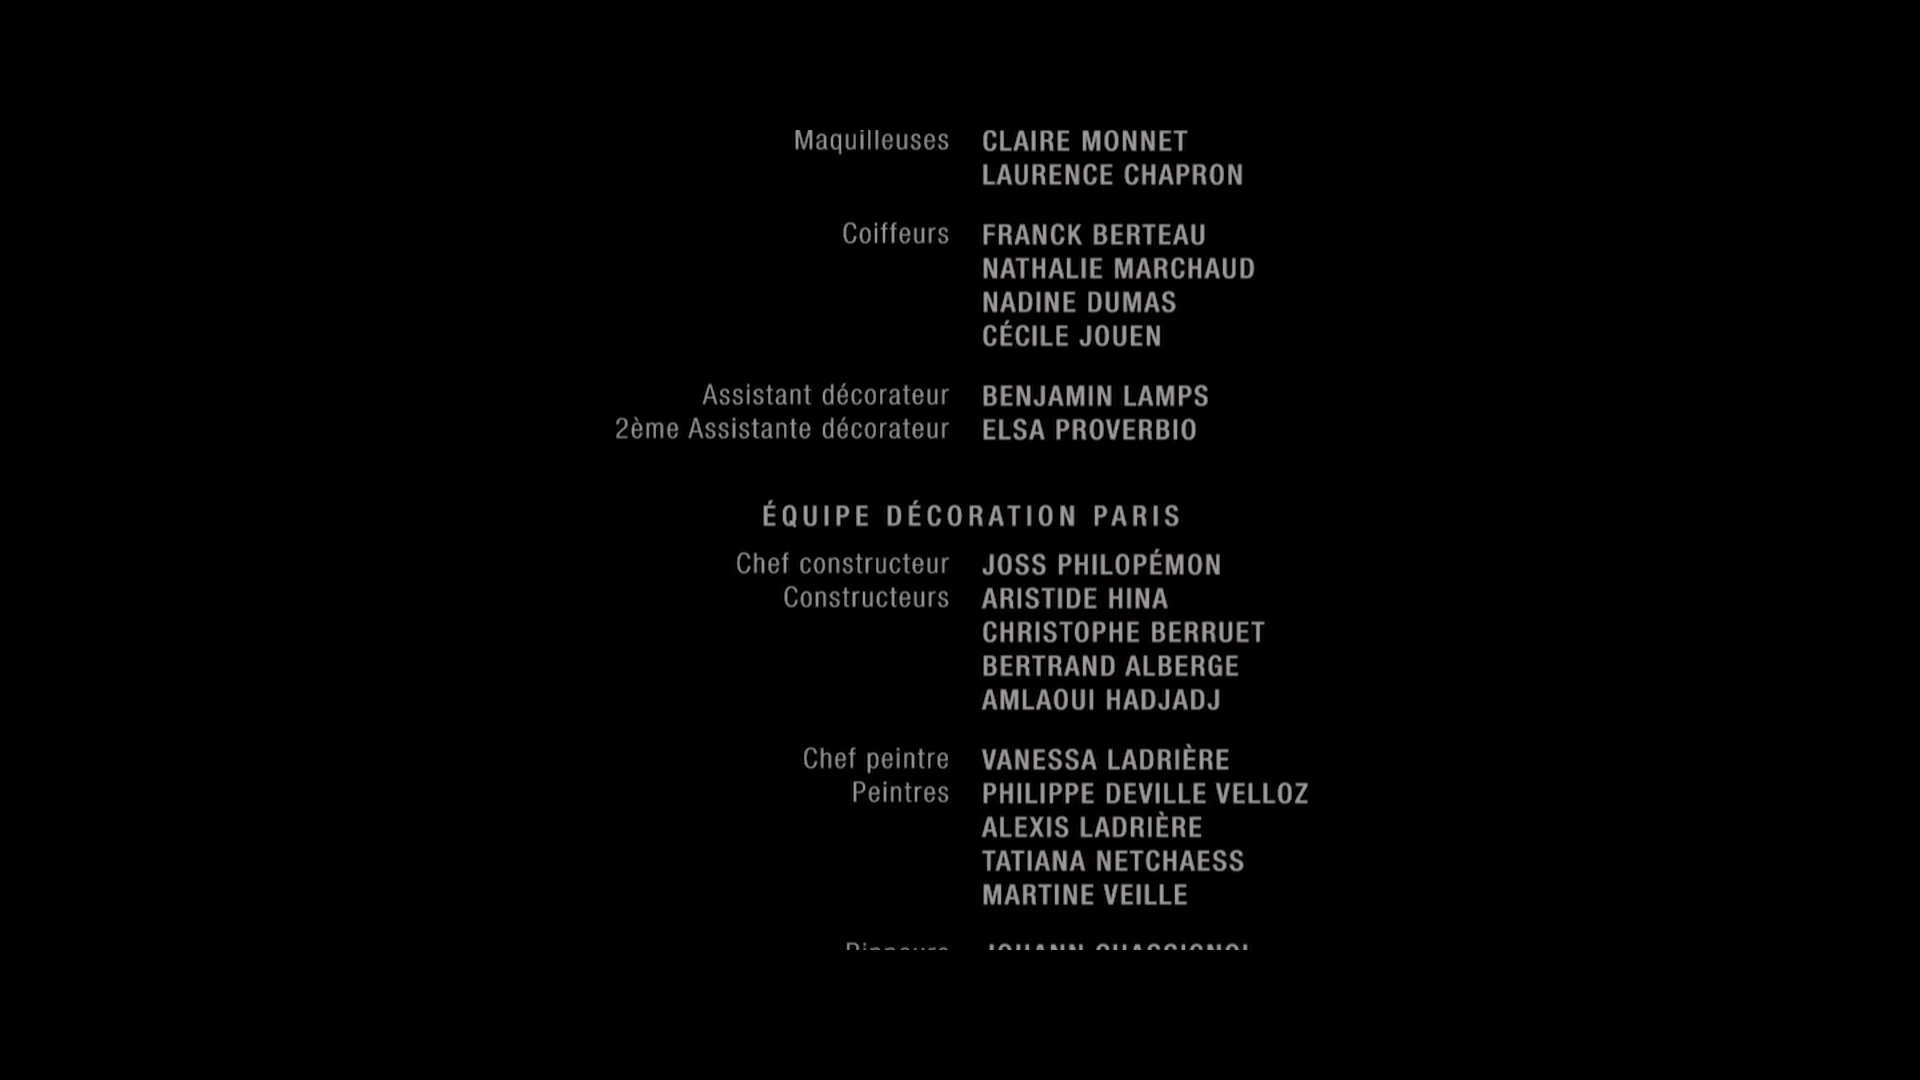 Maquilleuses CLAIRE MONNET
LAURENCE CHAPRON
Coiffeurs FRANCK BERTEAU
NATHALIE MARCHAUD
NADINE DUMAS
CÉCILE JOUEN
Assistant décorateur BENJAMIN LAMPS
2ème Assistante décorateur ELSA PROVERBIO
ÉQUIPE DÉCORATION PARIS
Chef constructeur JOSS PHILOPÉMON
Constructeurs ARISTIDE HINA
CHRISTOPHE BERRUET
BERTRAND ALBERGE
AMLAOUI HADJADJ
Chef peintre VANESSA LADRIÈRE
Peintres PHILIPPE DEVILLE VELLOZ
ALEXIS LADRIÈRE
TATIANA NETCHAESS
MARTINE VEILLE